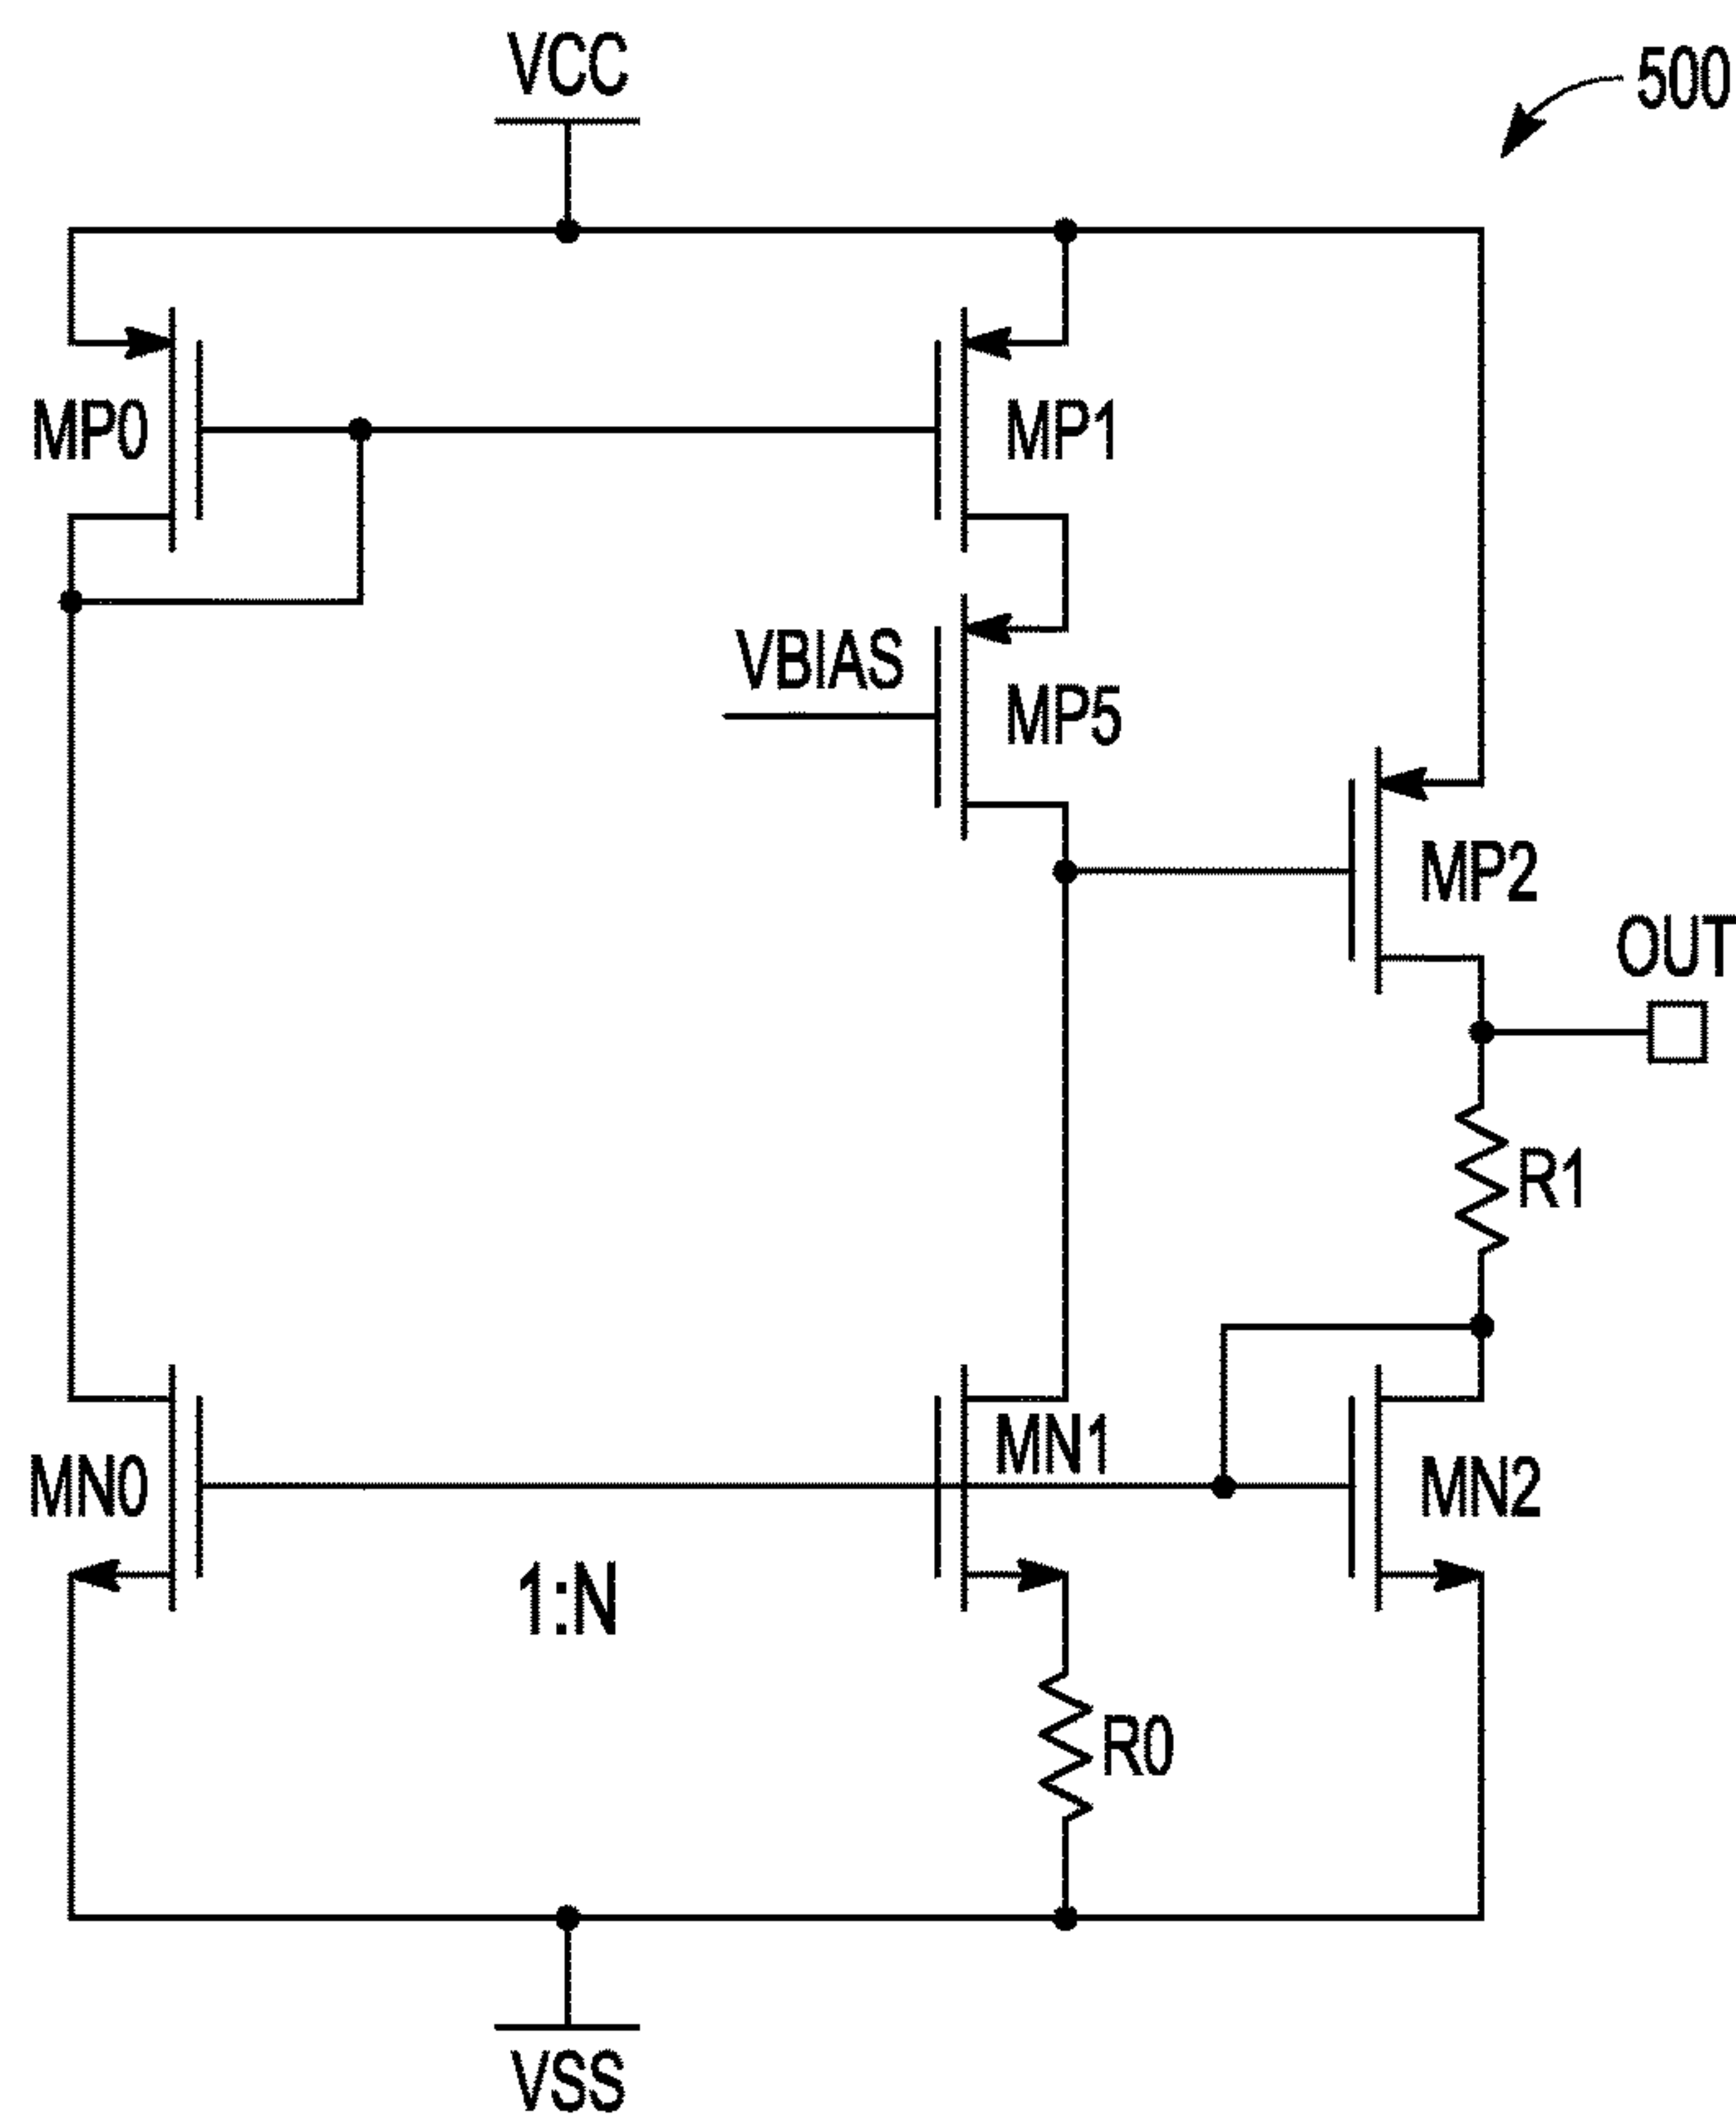 VCC
500
MP0
MP1
VBIAS
MP5
MP2
OUT
R1
MN0
MN1
MN2
1:N
R0
VSS